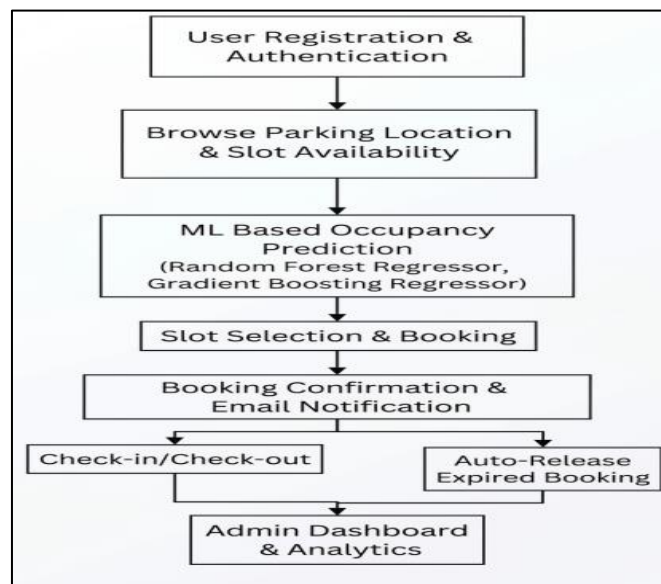 User Registration &
Authentication
Browse Parking Location
& Slot Availability
ML Based Occupancy
Prediction
(Random Forest Regressor,
Gradient Boosting Regressor)
Slot Selection & Booking
Booking Confirmation &
Email Notification
Check-in/Check-out
Auto-Release
Expired Booking
Admin Dashboard
& Analytics